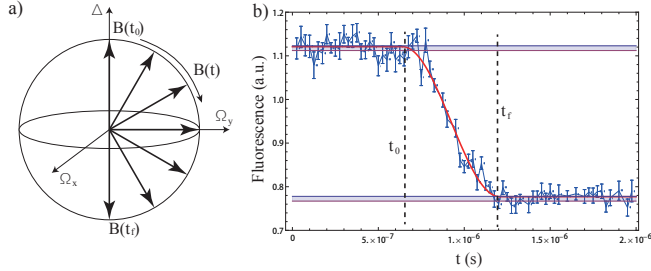 a)
Δ
B(t₀)
B(t)
Ω_y
Ω_x
B(t_f)
b)
Fluorescence (a.u.)
1.2
1.1
1.0
0.9
0.8
0.7
t₀
t_f
0
5.×10⁻⁷
1.×10⁻⁶
1.5×10⁻⁶
2.×10⁻⁶
t (s)